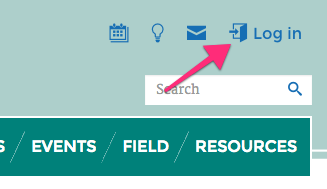 Log in
Search
S / EVENTS / FIELD / RESOURCES